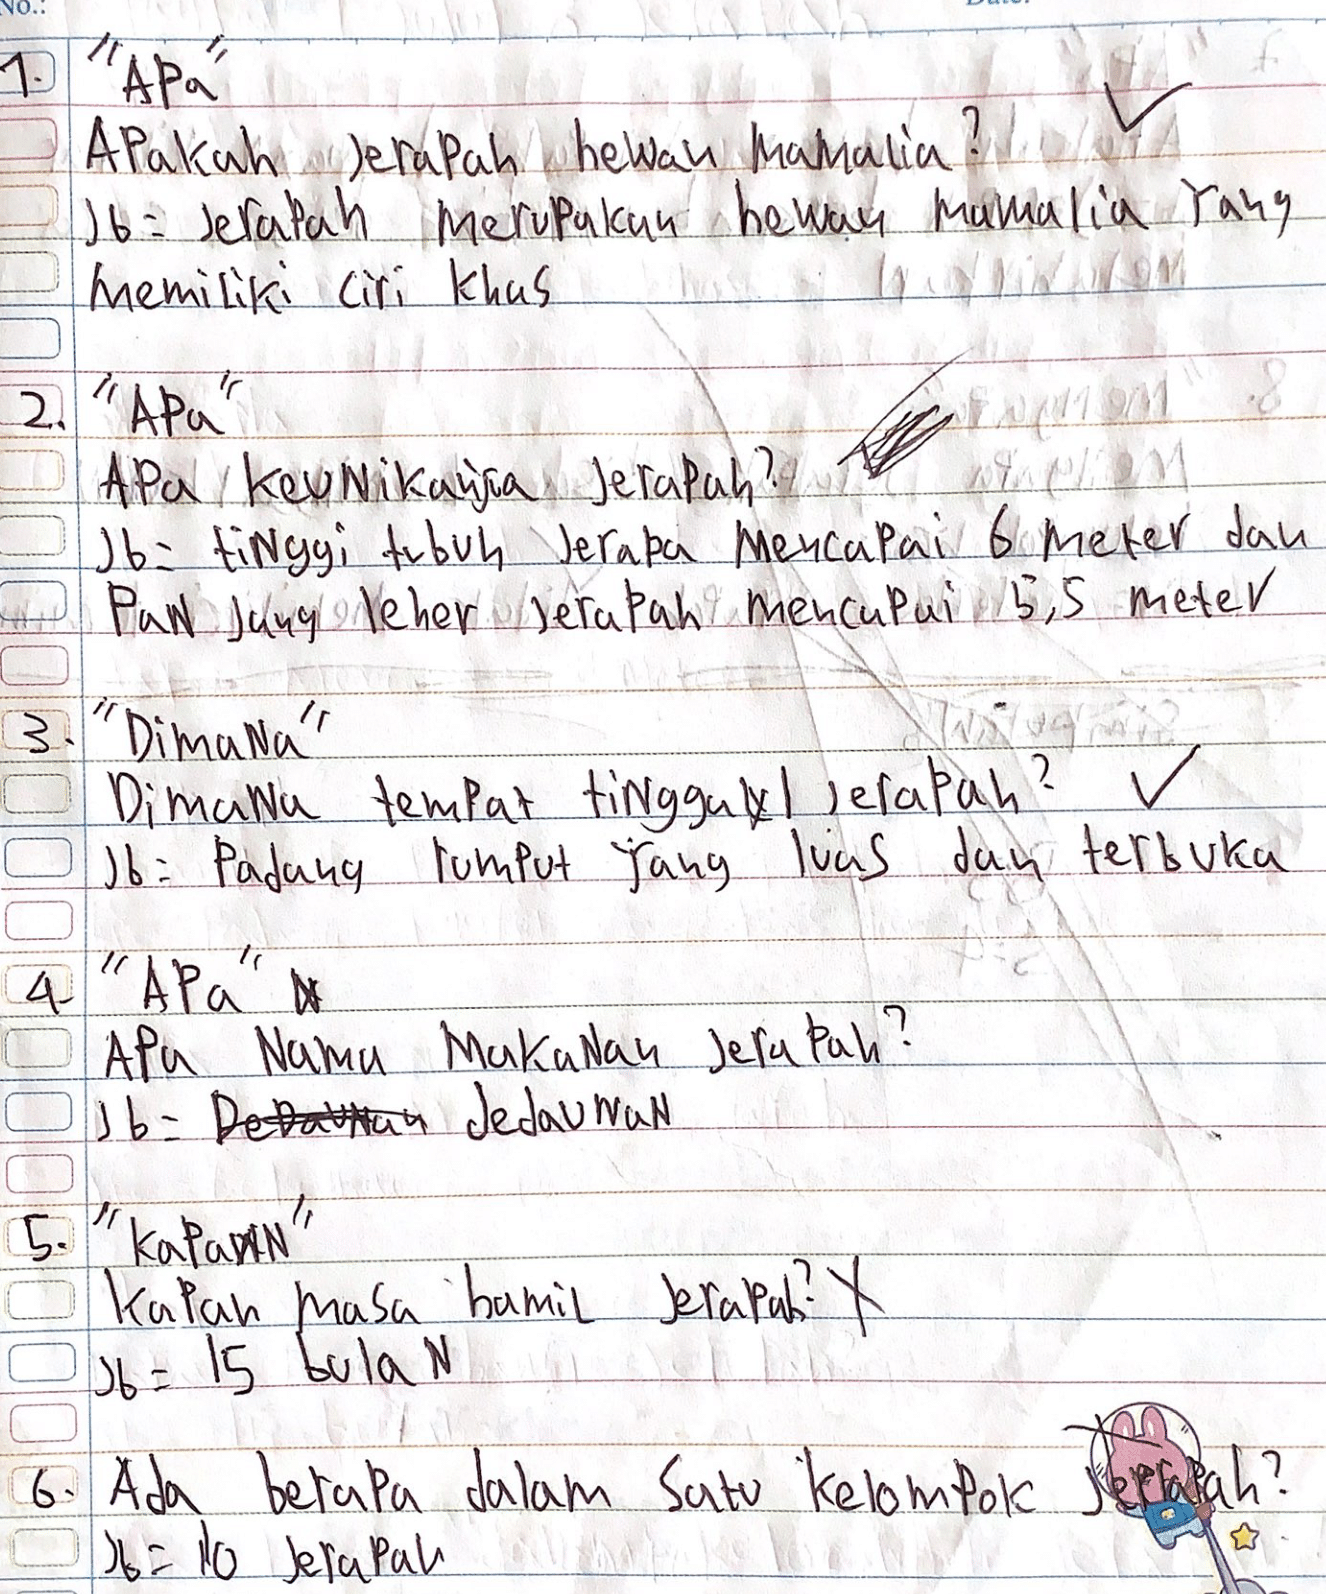 No.:
1. "APa"
APakah Jerapah hewan Mamalia?
Jb = Jerapah merupakan hewan mamalia Yang
memiliki ciri khas
2. "APa"
APa keunikannya Jerapah?
Jb = tinggi tubuh Jerapa Mencapai 6 meter dan
Pan Jang leher Jerapah mencapai 5,5 meter
3. "Dimana"
Dimana tempat tinggal Jerapah?
Jb = Padang rumput Yang luas dan terbuka
4 "APa"
APa Nama MakaNan Jerapah?
Jb = DeDauNan dedauNaN
5. "KaPaN"
KaPan masa hamil Jerapah?
Jb = 15 bulaN
6. Ada berapa dalam Satu kelompok Jerapah?
Jb = 10 Jerapah